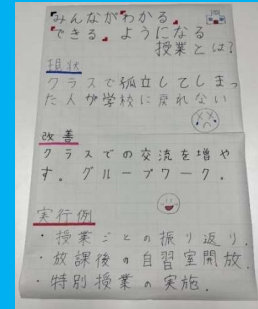 「みんなが「わかる」
「できる」ようになる
授業とは?
現状
クラスで孤立してしまっ
た人が学校に戻れない
改善
クラスでの交流を増や
す。グループワーク。
実行例
・授業ごとの振り返り.
・放課後の自習室開放.
・特別授業の実施.